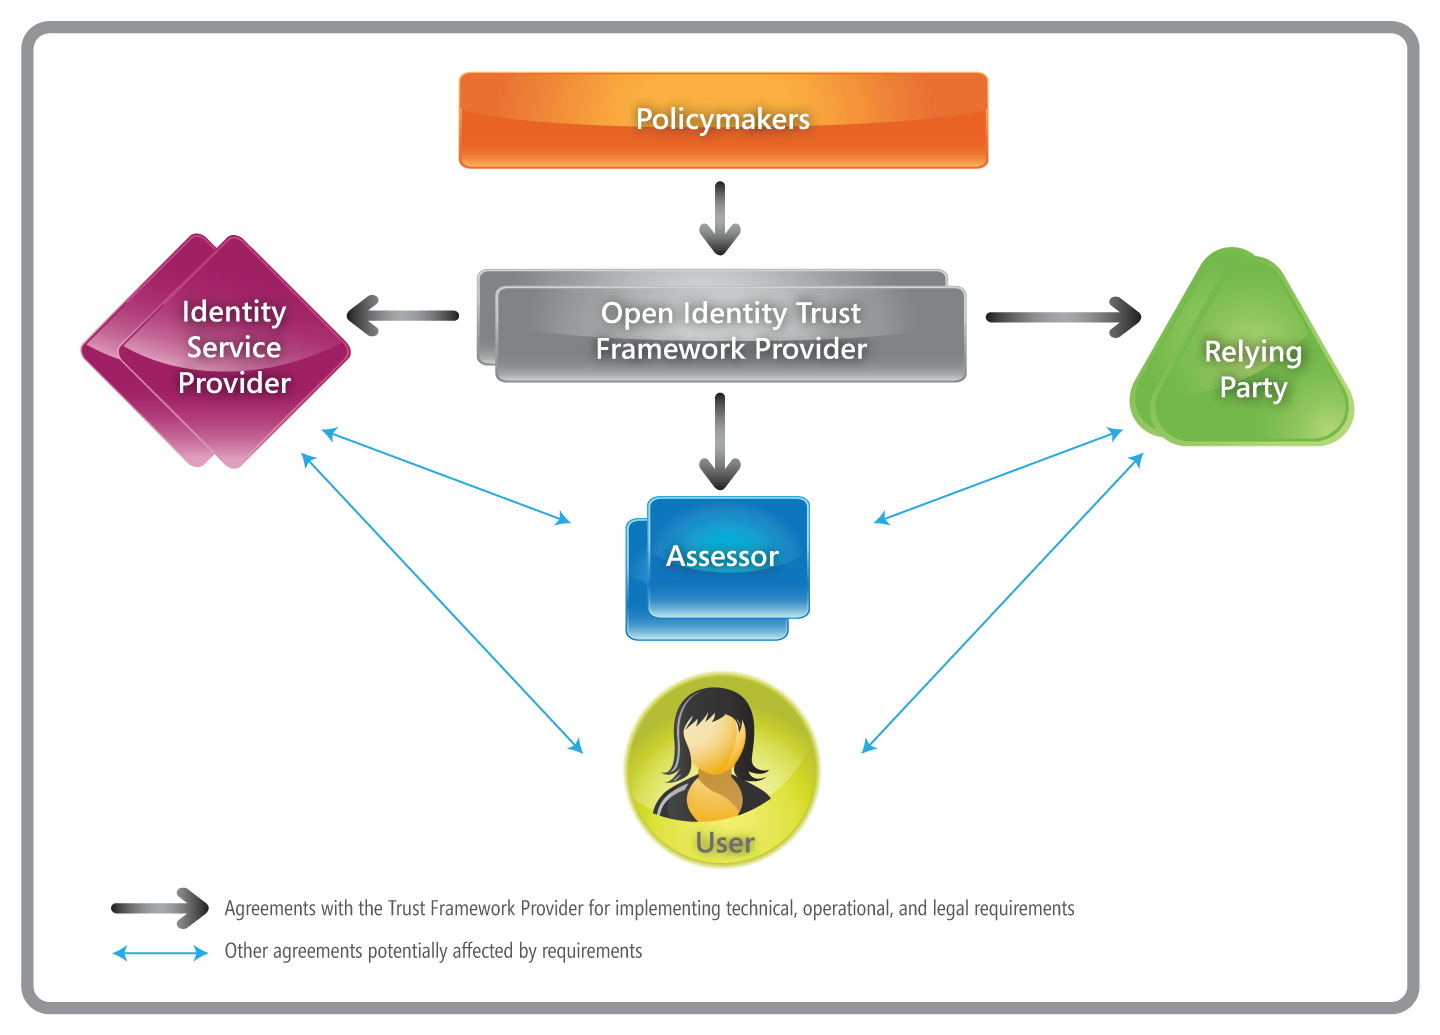 Policymakers
Open Identity Trust
Framework Provider
Identity
Service
Provider
Relying
Party
Assessor
User
Agreements with the Trust Framework Provider for implementing technical, operational, and legal requirements
Other agreements potentially affected by requirements